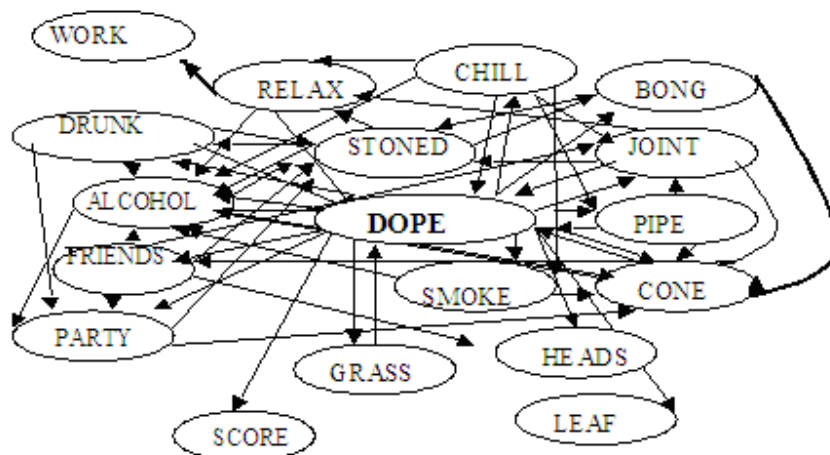 WORK
CHILL
RELAX
BONG
DRUNK
STONED
JOINT
ALCOHOL
DOPE
PIPE
FRIENDS
SMOKE
CONE
PARTY
GRASS
HEADS
SCORE
LEAF